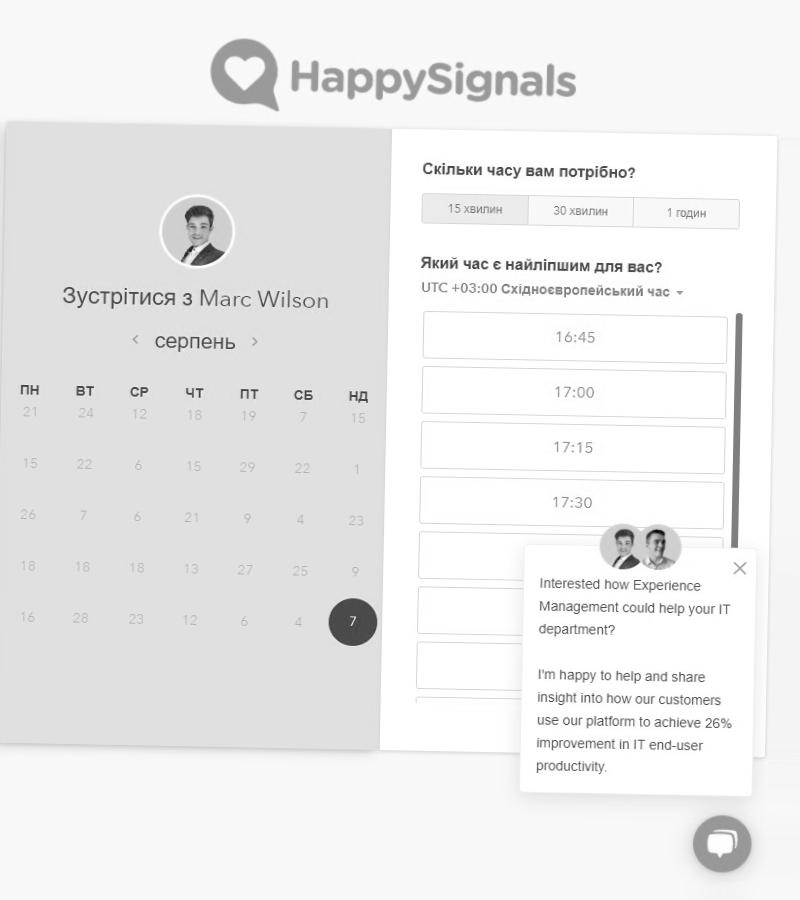 HappySignals
Зустрітися з Marc Wilson
серпень
ПН ВТ СР ЧТ ПТ СБ НД
21 24 12 18 19 7 15
15 22 6 15 29 22 1
26 7 6 21 9 4 23
18 18 18 13 27 25 9
16 28 23 12 6 4 7
Скільки часу вам потрібно?
15 хвилин 30 хвилин 1 годин
Який час є найліпшим для вас?
UTC +03:00 Східноєвропейський час
16:45
17:00
17:15
17:30
Interested how Experience
Management could help your IT
department?
I'm happy to help and share
insight into how our customers
use our platform to achieve 26%
improvement in IT end-user
productivity.